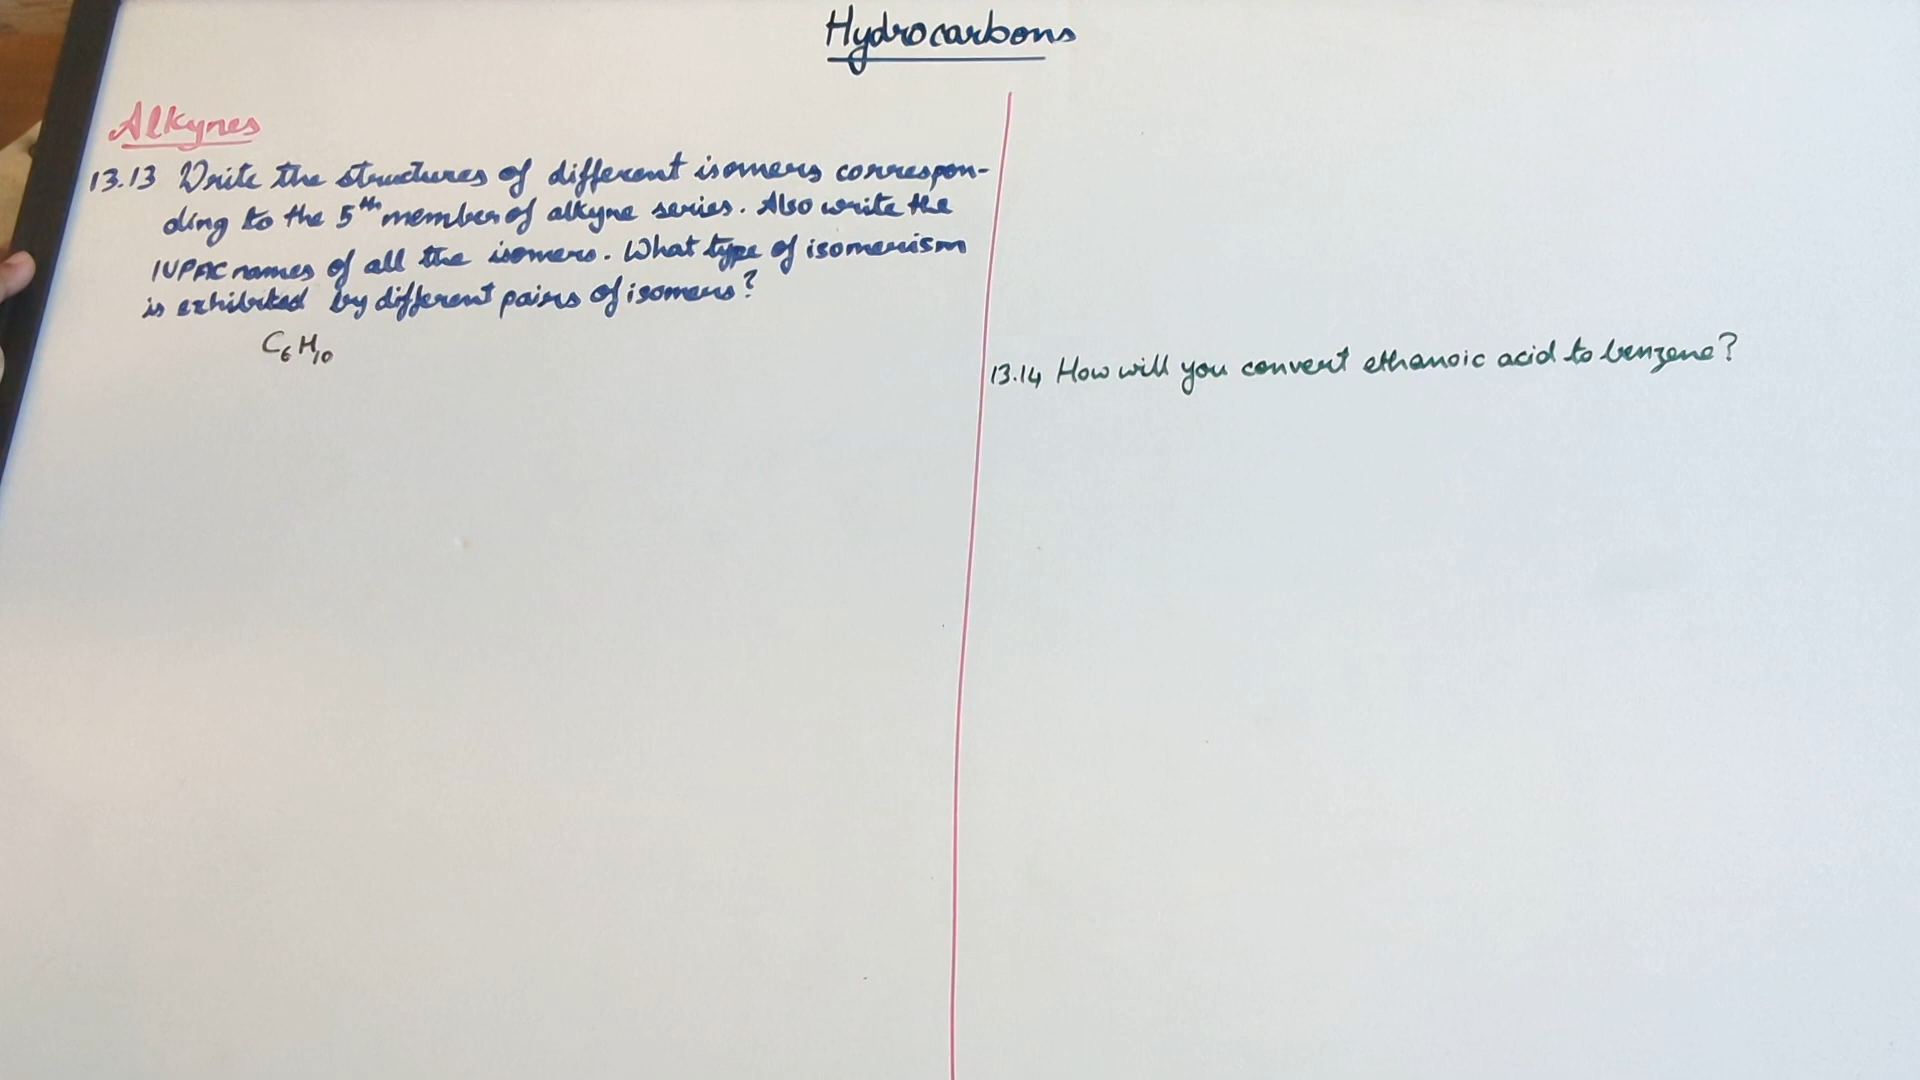 Hydrocarbons
Alkynes
13.13 Write the structures of different isomers correspon-
ding to the 5th member of alkyne series. Also write the
IUPAC names of all the isomers. What type of isomerism
is exhibited by different pairs of isomers?
C6H10
13.14 How will you convert ethanoic acid to benzene?